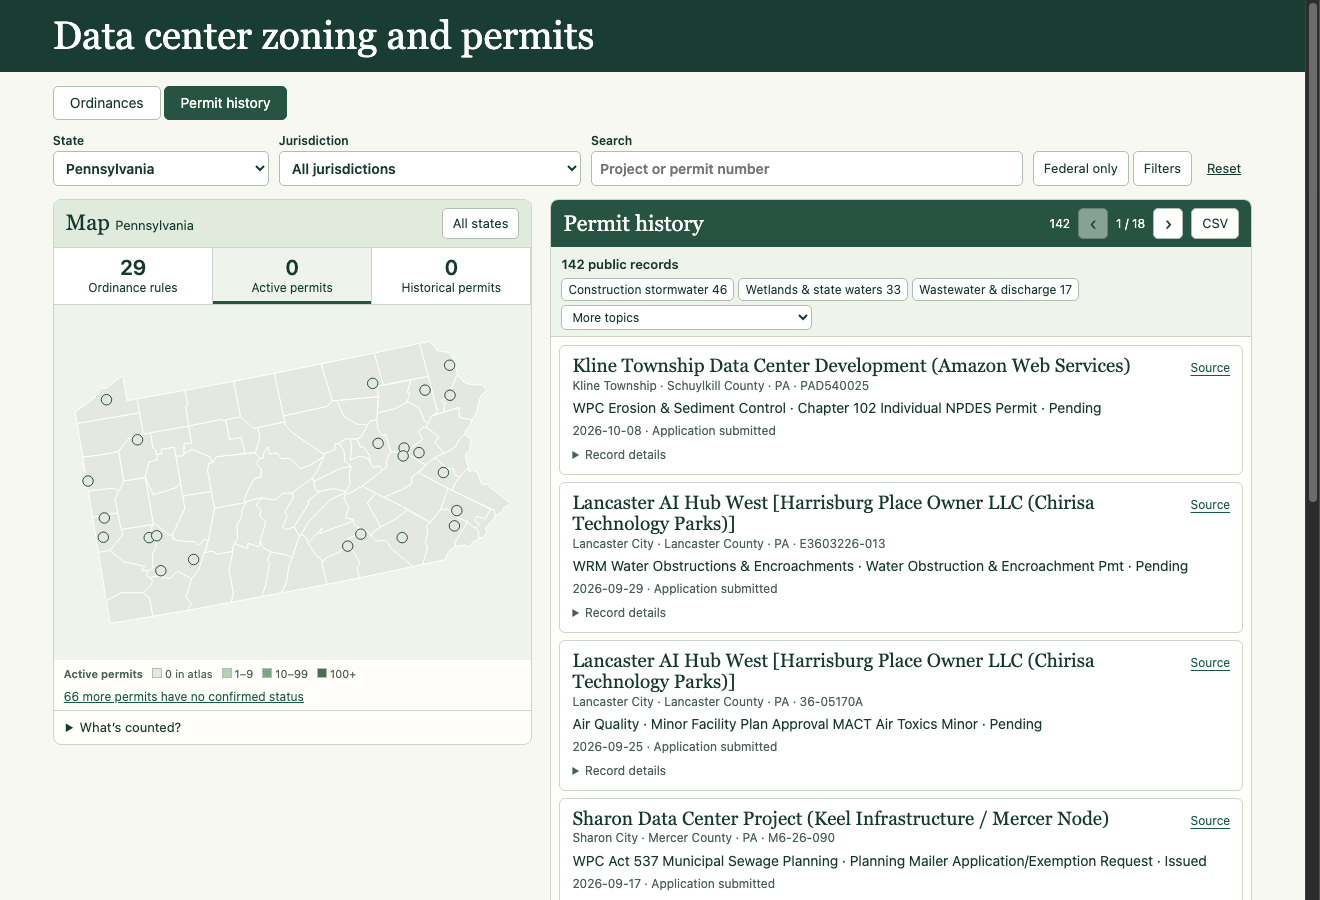 Data center zoning and permits
Ordinances
Permit history
State
Jurisdiction
Search
Pennsylvania
All jurisdictions
Project or permit number
Federal only
Filters
Reset
Map Pennsylvania
All states
29
Ordinance rules
0
Active permits
0
Historical permits
Active permits 0 in atlas 1–9 10–99 100+
66 more permits have no confirmed status
What's counted?
Permit history
142
1 / 18
CSV
142 public records
Construction stormwater 46
Wetlands & state waters 33
Wastewater & discharge 17
More topics
Kline Township Data Center Development (Amazon Web Services)
Source
Kline Township · Schuylkill County · PA · PAD540025
WPC Erosion & Sediment Control · Chapter 102 Individual NPDES Permit · Pending
2026-10-08 · Application submitted
Record details
Lancaster AI Hub West [Harrisburg Place Owner LLC (Chirisa
Technology Parks)]
Source
Lancaster City · Lancaster County · PA · E3603226-013
WRM Water Obstructions & Encroachments · Water Obstruction & Encroachment Pmt · Pending
2026-09-29 · Application submitted
Record details
Lancaster AI Hub West [Harrisburg Place Owner LLC (Chirisa
Technology Parks)]
Source
Lancaster City · Lancaster County · PA · 36-05170A
Air Quality · Minor Facility Plan Approval MACT Air Toxics Minor · Pending
2026-09-25 · Application submitted
Record details
Sharon Data Center Project (Keel Infrastructure / Mercer Node)
Source
Sharon City · Mercer County · PA · M6-26-090
WPC Act 537 Municipal Sewage Planning · Planning Mailer Application/Exemption Request · Issued
2026-09-17 · Application submitted